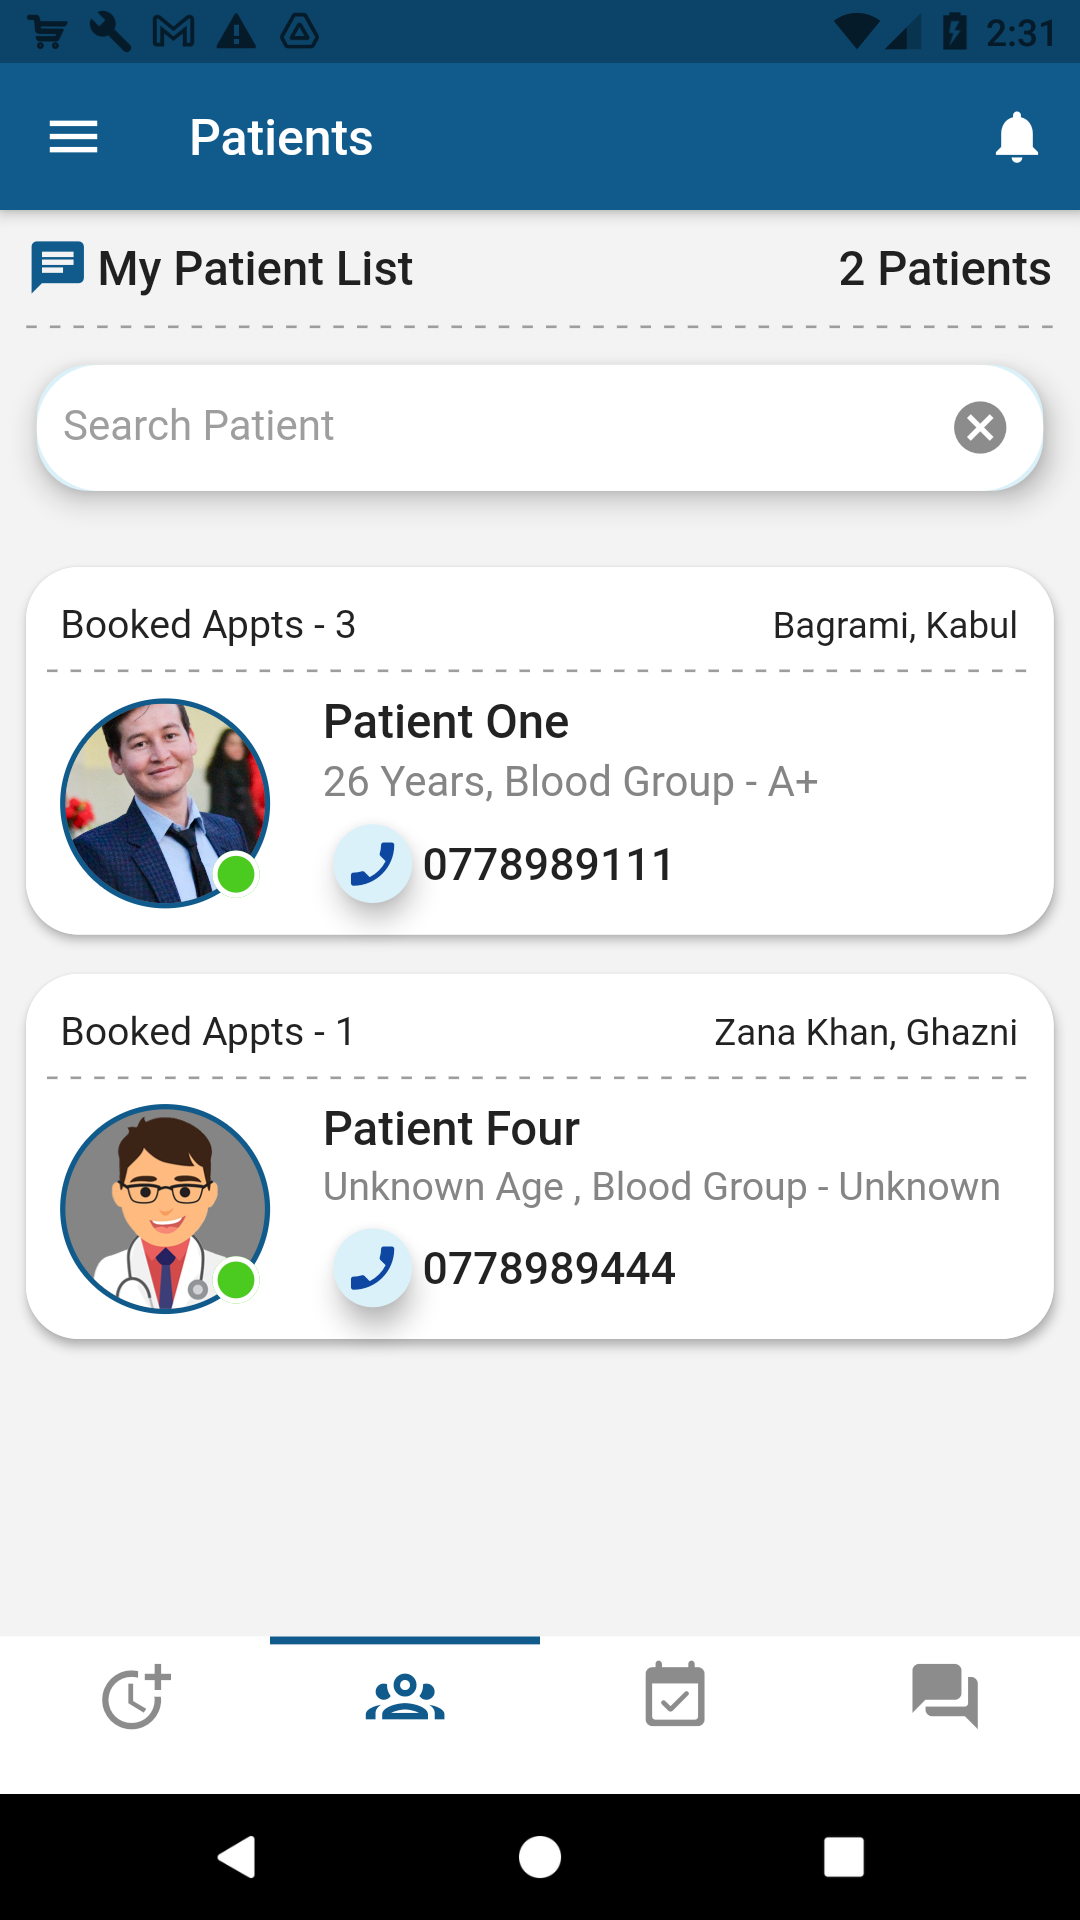 2:31
Patients
My Patient List
2 Patients
Search Patient
Booked Appts - 3
Bagrami, Kabul
Patient One
26 Years, Blood Group - A+
0778989111
Booked Appts - 1
Zana Khan, Ghazni
Patient Four
Unknown Age , Blood Group - Unknown
0778989444